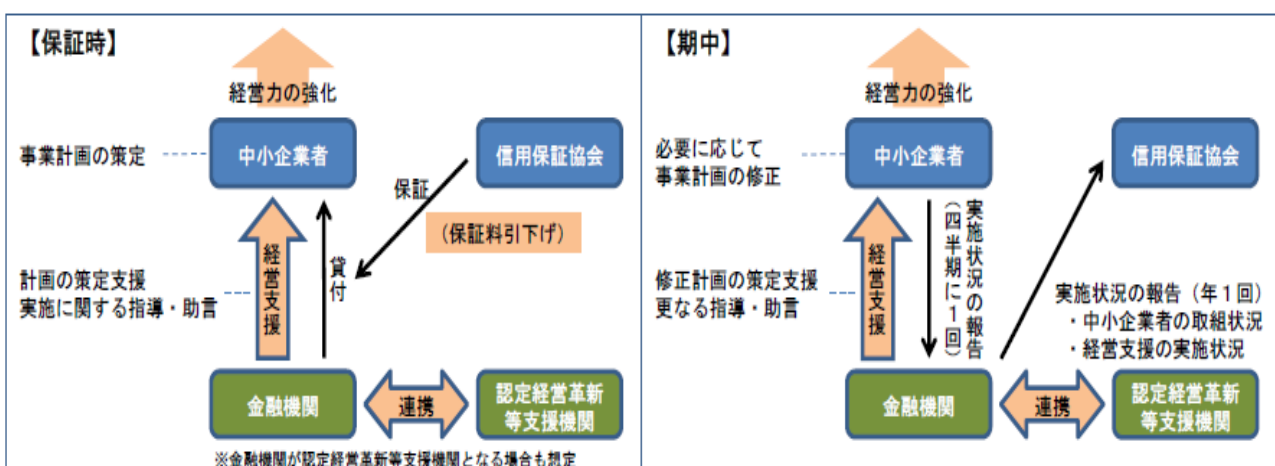 【保証時】
経営力の強化
事業計画の策定
中小企業者
信用保証協会
保証
(保証料引下げ)
経営支援
貸付
計画の策定支援
実施に関する指導・助言
金融機関
連携
認定経営革新
等支援機関
※金融機関が認定経営革新等支援機関となる場合も想定
【期中】
経営力の強化
必要に応じて
事業計画の修正
中小企業者
信用保証協会
経営支援
実施状況の報告
(四半期に1回)
修正計画の策定支援
更なる指導・助言
実施状況の報告(年1回)
・中小企業者の取組状況
・経営支援の実施状況
金融機関
連携
認定経営革新
等支援機関